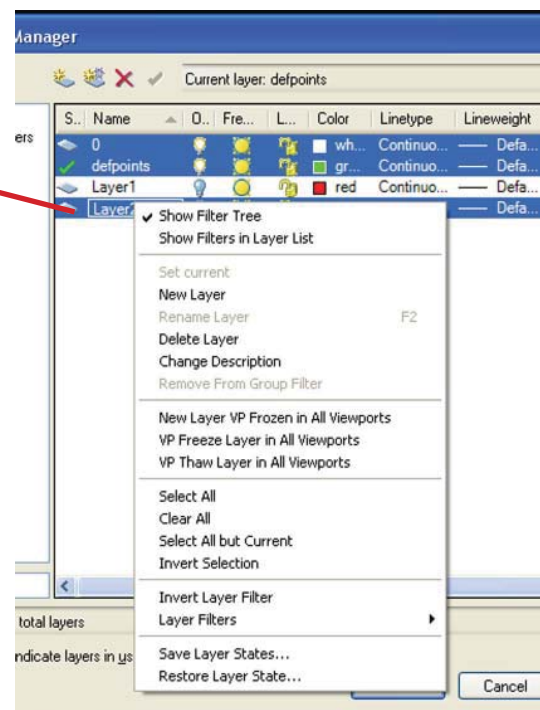 Manager
Current layer: defpoints
ers
S.. Name O.. Fre... L... Color Linetype Lineweight
0 wh... Continuo... Defa...
defpoints gr... Continuo... Defa...
Layer1 red Continuo... Defa...
Layer2 Defa...
Show Filter Tree
Show Filters in Layer List
Set current
New Layer
Rename Layer F2
Delete Layer
Change Description
Remove From Group Filter
New Layer VP Frozen in All Viewports
VP Freeze Layer in All Viewports
VP Thaw Layer in All Viewports
Select All
Clear All
Select All but Current
Invert Selection
Invert Layer Filter
Layer Filters
total layers
ndicate layers in us
Save Layer States...
Restore Layer State...
Cancel